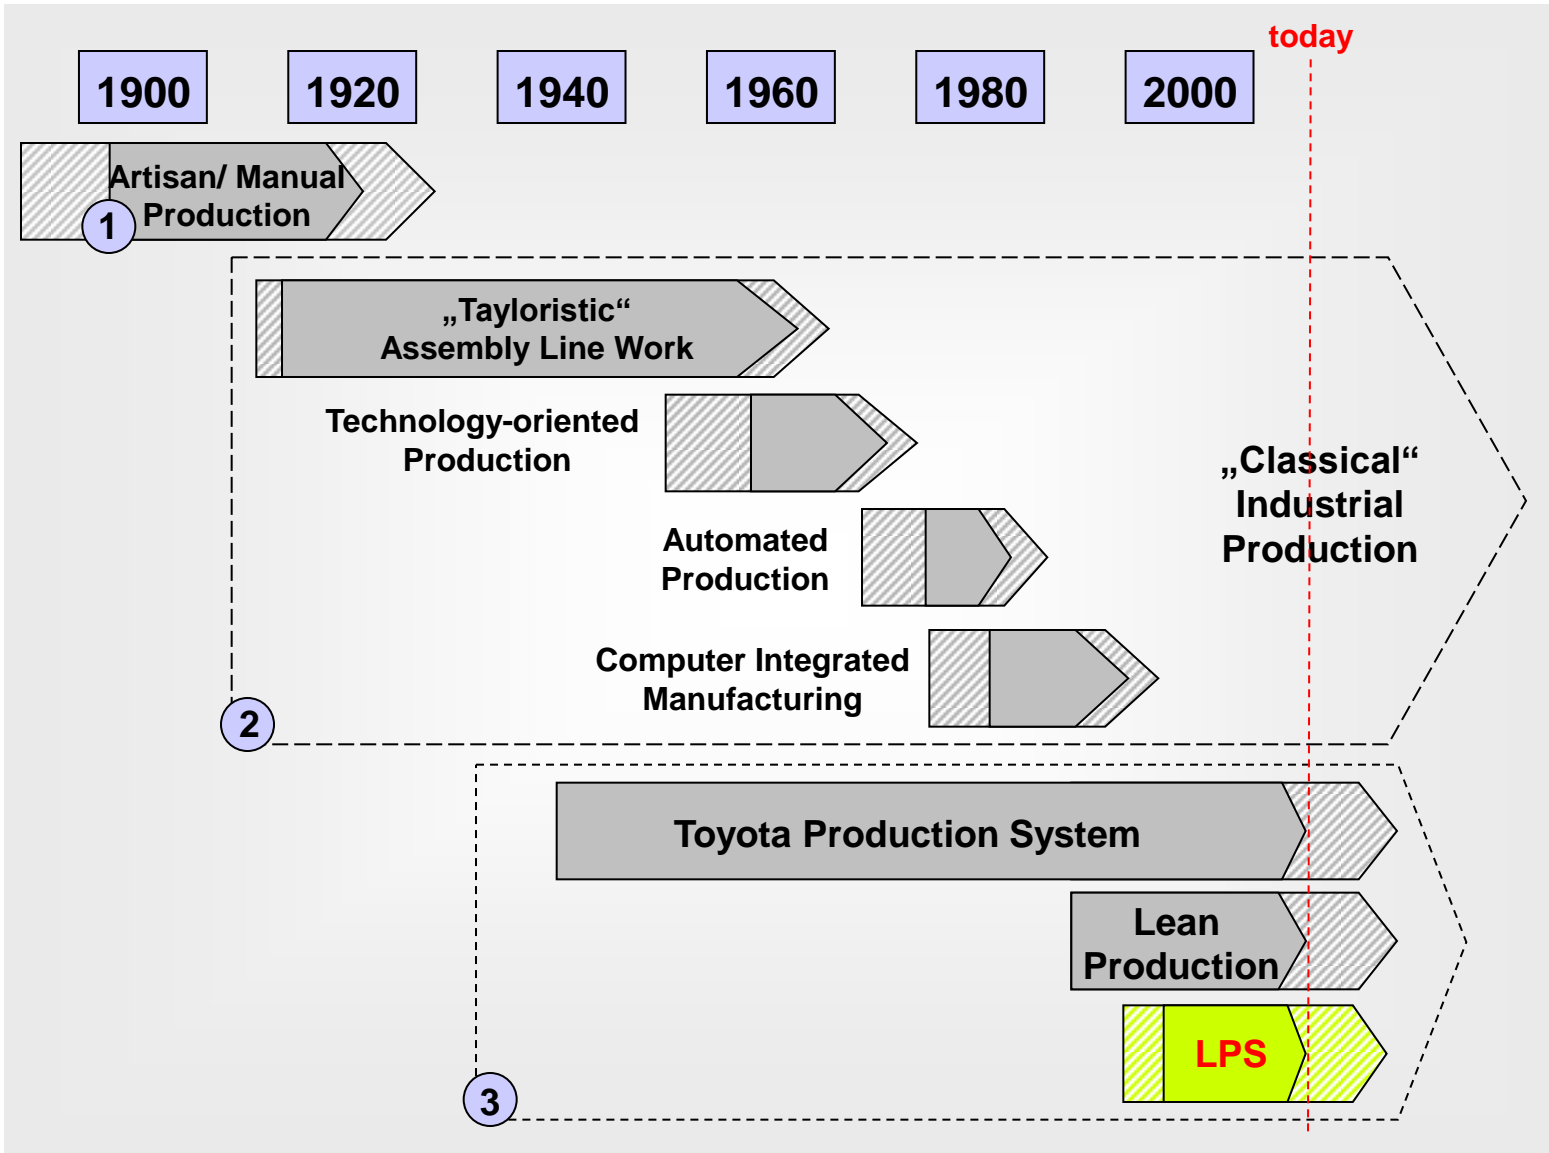 today
1900 1920 1940 1960 1980 2000
Artisan/ Manual
Production
1
„Tayloristic“
Assembly Line Work
Technology-oriented
Production
„Classical“
Industrial
Production
Automated
Production
Computer Integrated
Manufacturing
2
Toyota Production System
Lean
Production
LPS
3